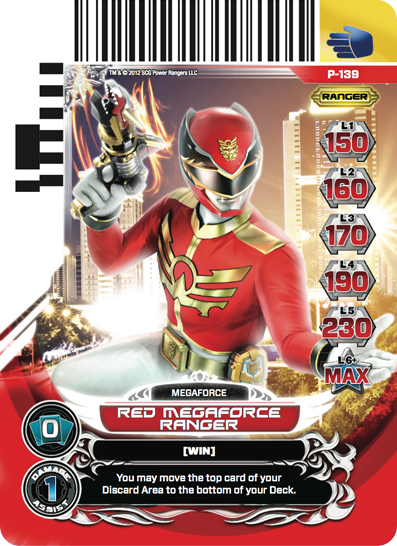 TM & © 2012 SCG Power Rangers LLC
P-139
RANGER
L1
150
L2
160
L3
170
L4
190
L5
230
L6+
MAX
MEGAFORCE
RED MEGAFORCE
RANGER
0
[WIN]
DAMAGE
1
ASSIST
You may move the top card of your
Discard Area to the bottom of your Deck.